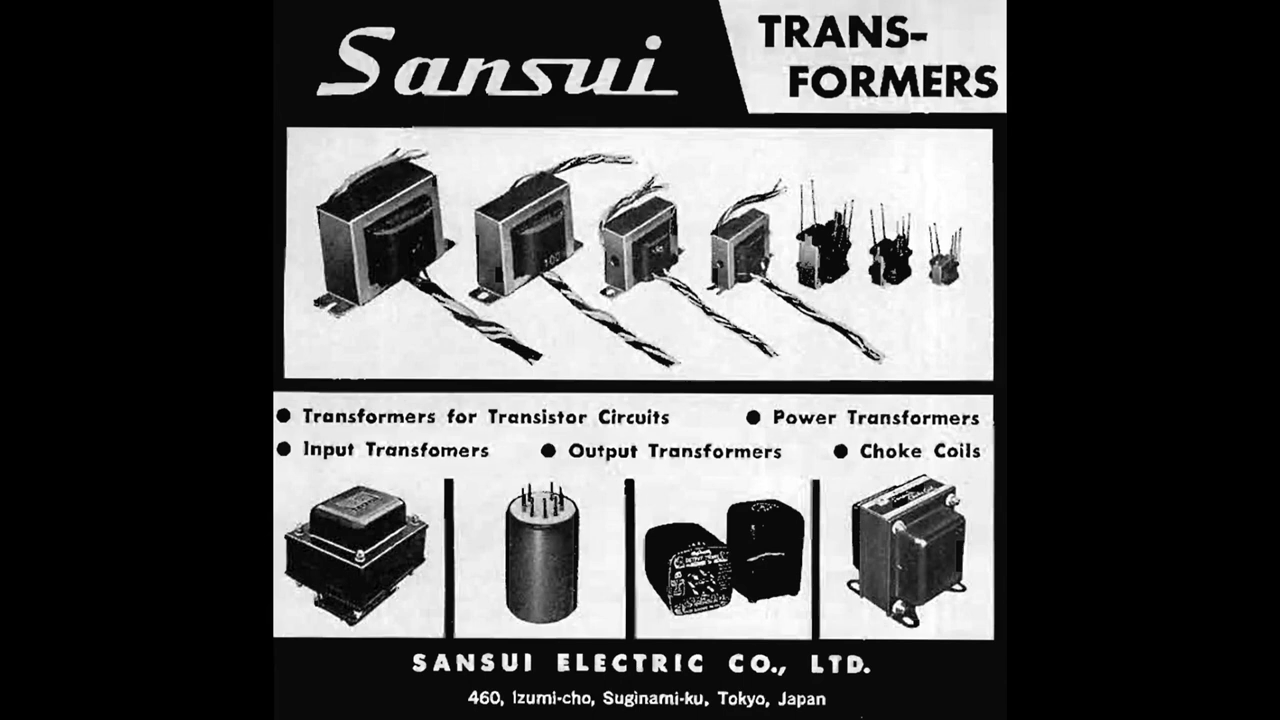 Sansui
TRANS-
FORMERS
100
● Transformers for Transistor Circuits ● Power Transformers
● Input Transfomers ● Output Transformers ● Choke Coils
SANSUI ELECTRIC CO., LTD.
460, Izumi-cho, Suginami-ku, Tokyo, Japan